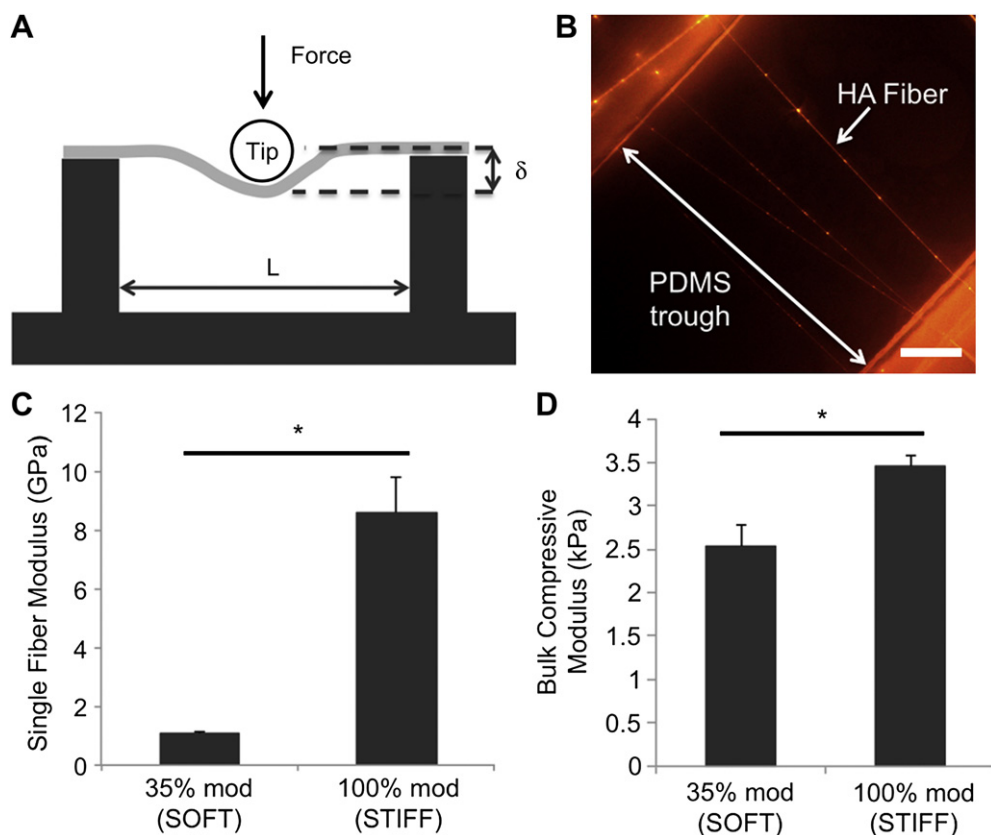 A
Force
Tip
δ
L
B
HA Fiber
PDMS
trough
C
Single Fiber Modulus (GPa)
12
10
8
6
4
2
0
*
35% mod
(SOFT)
100% mod
(STIFF)
D
Bulk Compressive
Modulus (kPa)
4
3.5
3
2.5
2
1.5
1
0.5
0
*
35% mod
(SOFT)
100% mod
(STIFF)